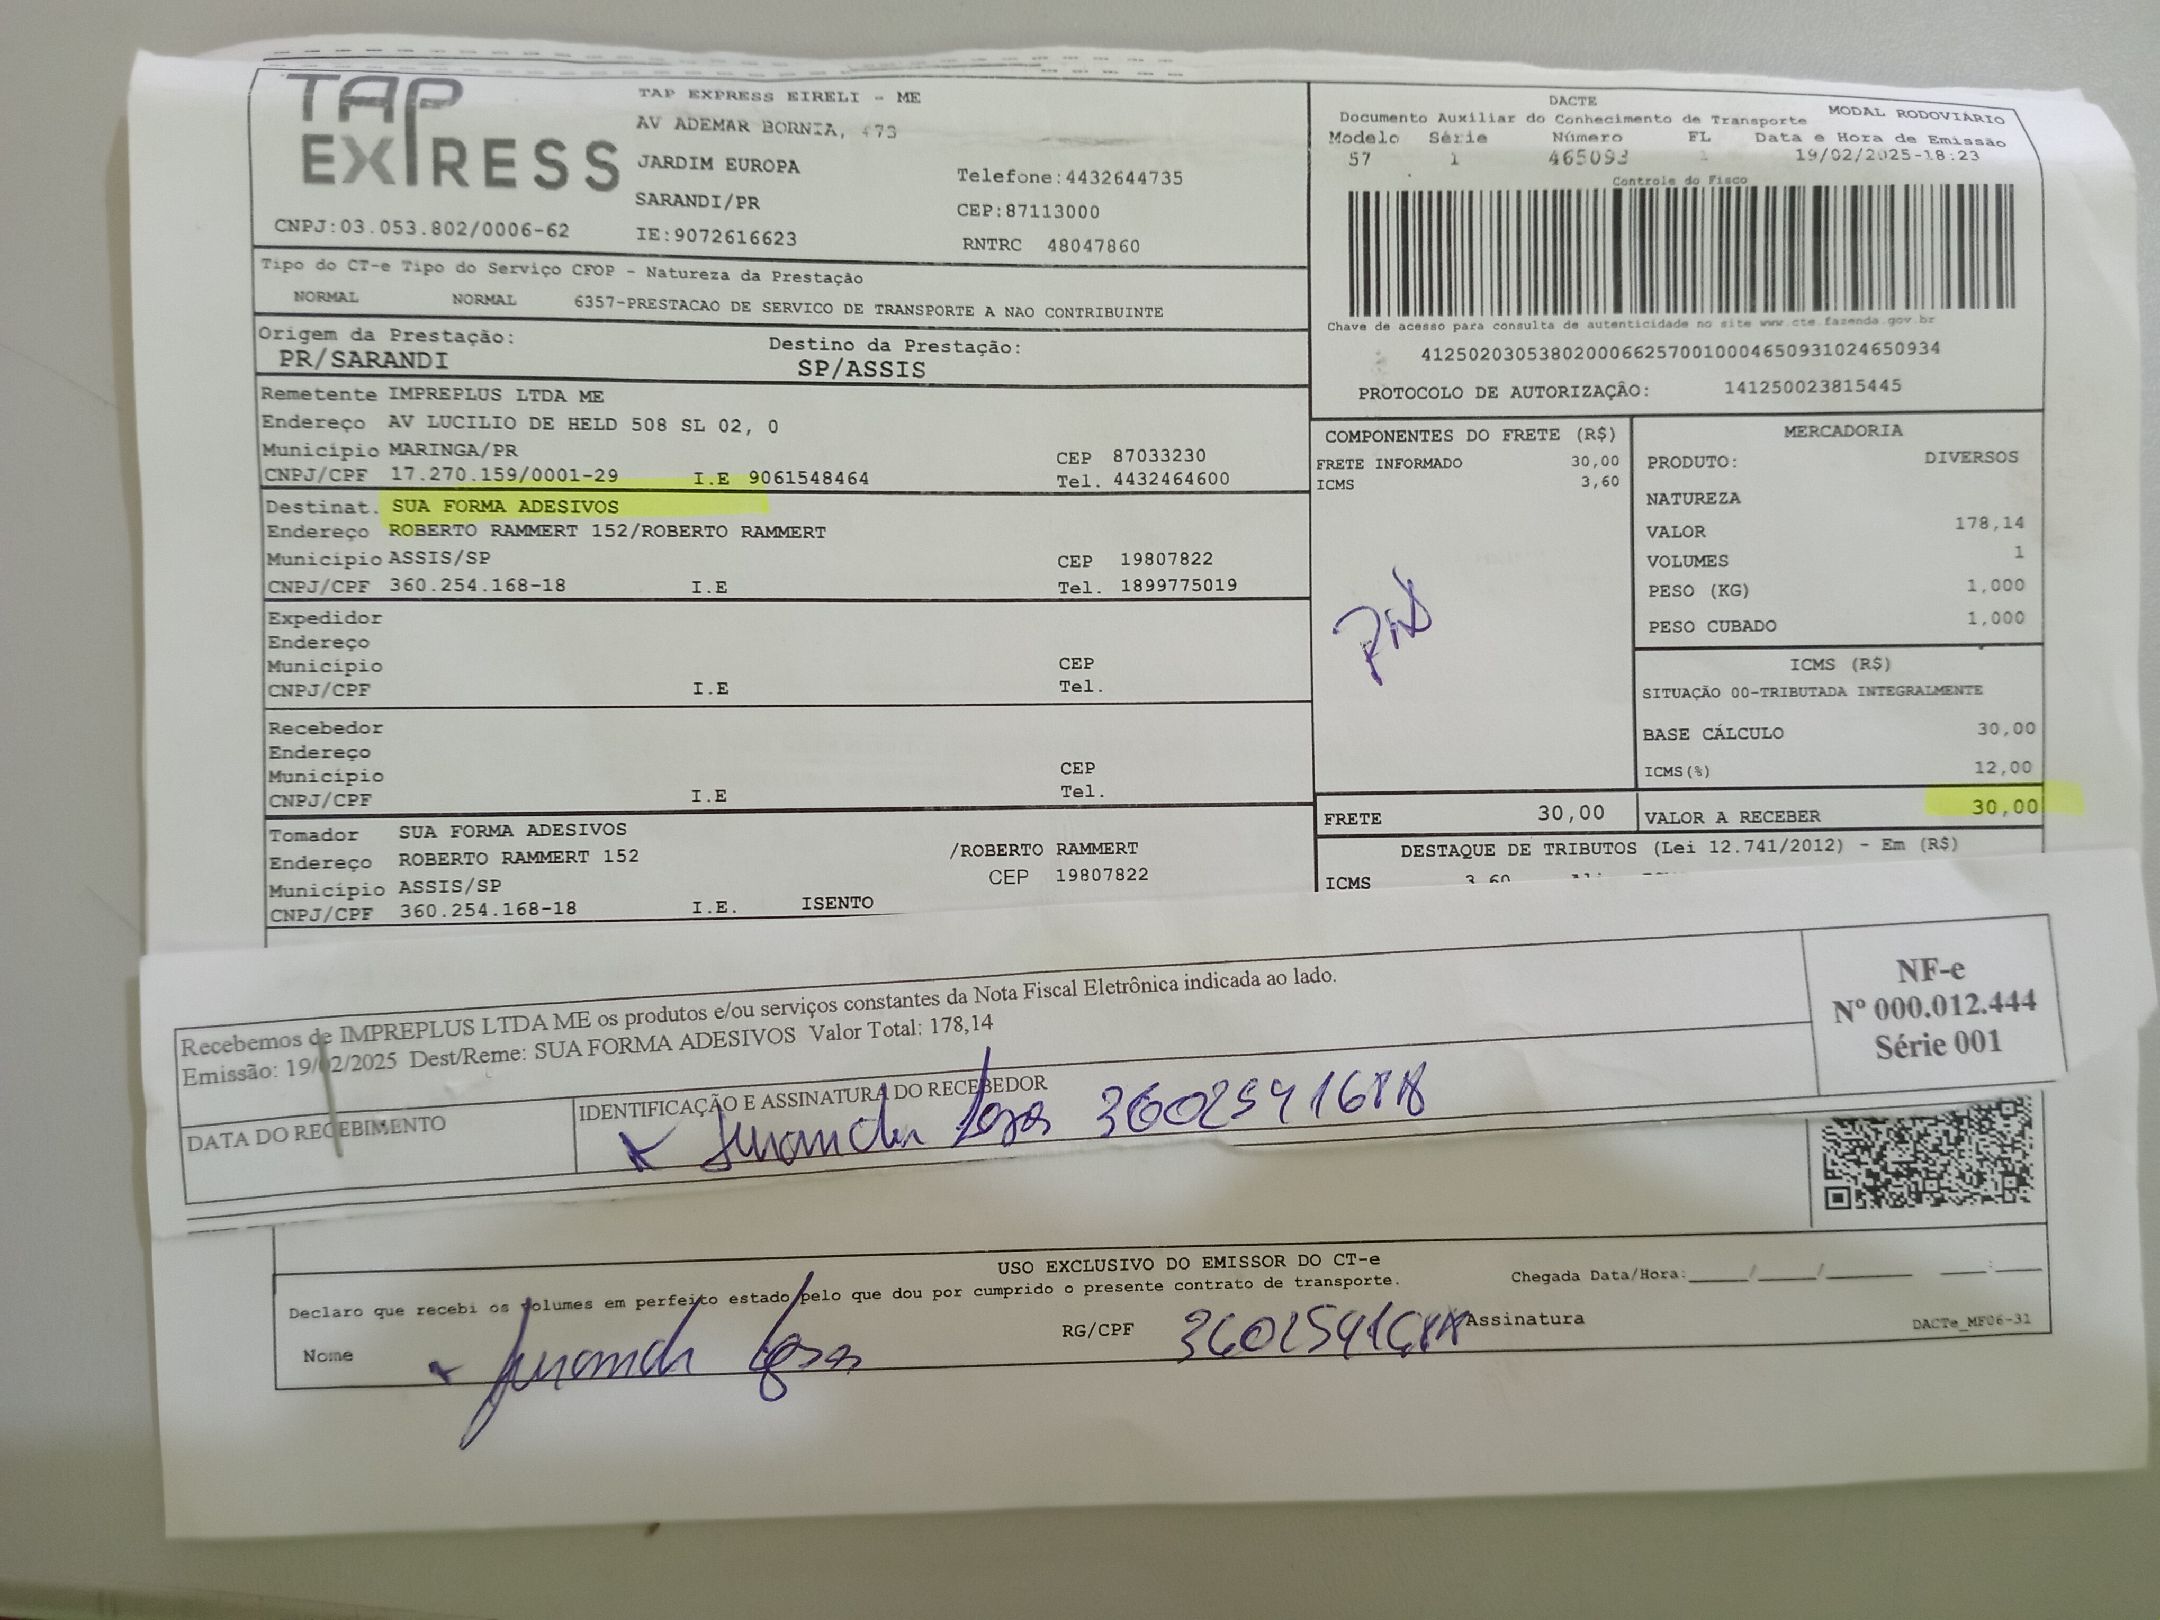 TAP EXPRESS
TAP EXPRESS EIRELI - ME
AV ADEMAR BORNIA, 473
JARDIM EUROPA
Telefone:4432644735
SARANDI/PR
CEP:87113000
CNPJ:03.053.802/0006-62
IE:9072616623
RNTRC 48047860
DACTE
MODAL RODOVIÁRIO
Documento Auxiliar do Conhecimento de Transporte
Modelo Série Número FL Data e Hora de Emissão
57 1 465093 1 19/02/2025-18:23
Controle do Fisco
Chave de acesso para consulta de autenticidade no site www.cte.fazenda.gov.br
41250203053802000662570010004650931024650934
PROTOCOLO DE AUTORIZAÇÃO: 141250023815445
Tipo do CT-e Tipo do Serviço CFOP - Natureza da Prestação
NORMAL NORMAL 6357-PRESTACAO DE SERVICO DE TRANSPORTE A NAO CONTRIBUINTE
Origem da Prestação: Destino da Prestação:
PR/SARANDI SP/ASSIS
Remetente IMPREPLUS LTDA ME
Endereço AV LUCILIO DE HELD 508 SL 02, 0
Município MARINGA/PR CEP 87033230
CNPJ/CPF 17.270.159/0001-29 I.E 9061548464 Tel. 4432464600
Destinat. SUA FORMA ADESIVOS
Endereço ROBERTO RAMMERT 152/ROBERTO RAMMERT
Município ASSIS/SP CEP 19807822
CNPJ/CPF 360.254.168-18 I.E Tel. 1899775019
Expedidor
Endereço
Município CEP
CNPJ/CPF I.E Tel.
Recebedor
Endereço
Município CEP
CNPJ/CPF I.E Tel.
Tomador SUA FORMA ADESIVOS
Endereço ROBERTO RAMMERT 152 /ROBERTO RAMMERT
Município ASSIS/SP CEP 19807822
CNPJ/CPF 360.254.168-18 I.E. ISENTO
COMPONENTES DO FRETE (R$)
FRETE INFORMADO 30,00
ICMS 3,60
MERCADORIA
PRODUTO: DIVERSOS
NATUREZA
VALOR 178,14
VOLUMES 1
PESO (KG) 1,000
PESO CUBADO 1,000
ICMS (R$)
SITUAÇÃO 00-TRIBUTADA INTEGRALMENTE
BASE CÁLCULO 30,00
ICMS(%) 12,00
FRETE 30,00 VALOR A RECEBER 30,00
DESTAQUE DE TRIBUTOS (Lei 12.741/2012) - Em (R$)
ICMS 3,60
Recebemos de IMPREPLUS LTDA ME os produtos e/ou serviços constantes da Nota Fiscal Eletrônica indicada ao lado.
Emissão: 19/02/2025 Dest/Reme: SUA FORMA ADESIVOS Valor Total: 178,14
NF-e
Nº 000.012.444
Série 001
DATA DO RECEBIMENTO
IDENTIFICAÇÃO E ASSINATURA DO RECEBEDOR
36025416818
USO EXCLUSIVO DO EMISSOR DO CT-e
Declaro que recebi os volumes em perfeito estado pelo que dou por cumprido o presente contrato de transporte.
Chegada Data/Hora:____/____/______ ___:___
Nome RG/CPF 36025416818 Assinatura
DACTe_MF06-31